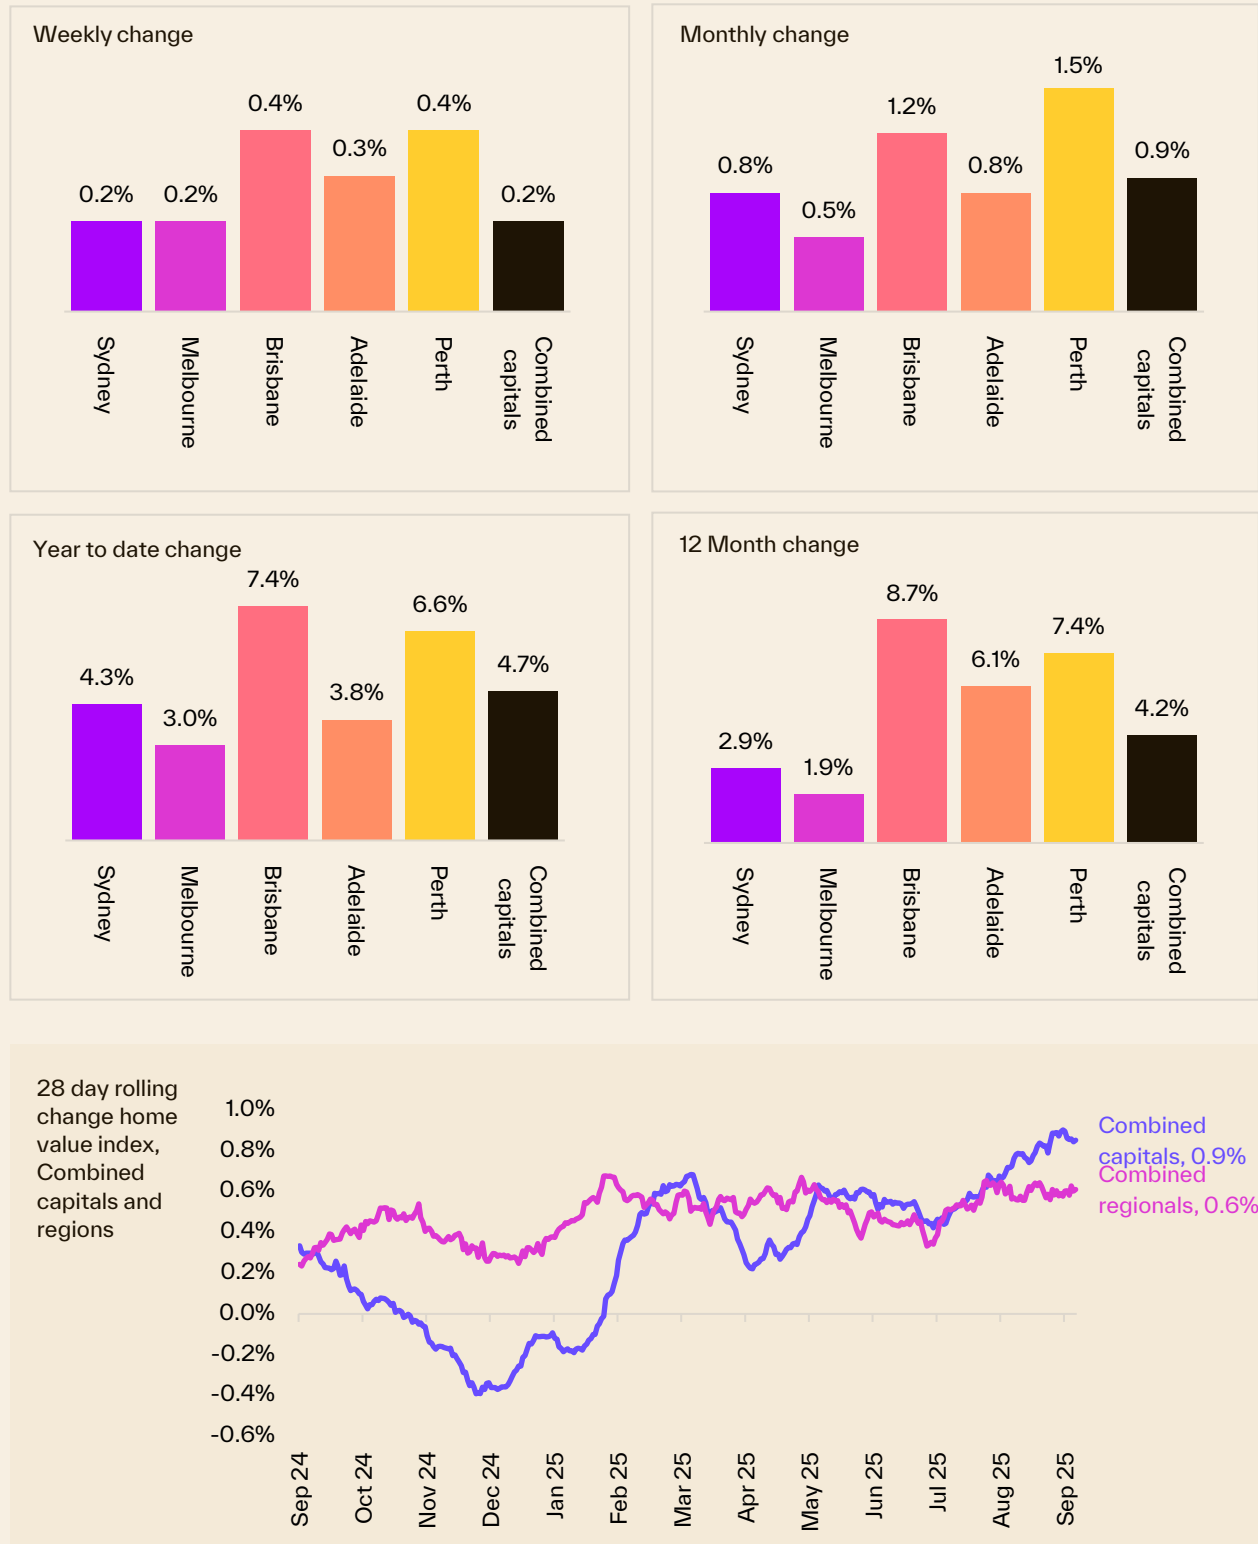 Weekly change
0.2%
0.2%
0.4%
0.3%
0.4%
0.2%
Sydney
Melbourne
Brisbane
Adelaide
Perth
Combined
capitals
Monthly change
0.8%
0.5%
1.2%
0.8%
1.5%
0.9%
Sydney
Melbourne
Brisbane
Adelaide
Perth
Combined
capitals
Year to date change
4.3%
3.0%
7.4%
3.8%
6.6%
4.7%
Sydney
Melbourne
Brisbane
Adelaide
Perth
Combined
capitals
12 Month change
2.9%
1.9%
8.7%
6.1%
7.4%
4.2%
Sydney
Melbourne
Brisbane
Adelaide
Perth
Combined
capitals
28 day rolling
change home
value index,
Combined
capitals and
regions
1.0%
0.8%
0.6%
0.4%
0.2%
0.0%
-0.2%
-0.4%
-0.6%
Sep 24
Oct 24
Nov 24
Dec 24
Jan 25
Feb 25
Mar 25
Apr 25
May 25
Jun 25
Jul 25
Aug 25
Sep 25
Combined
capitals, 0.9%
Combined
regionals, 0.6%